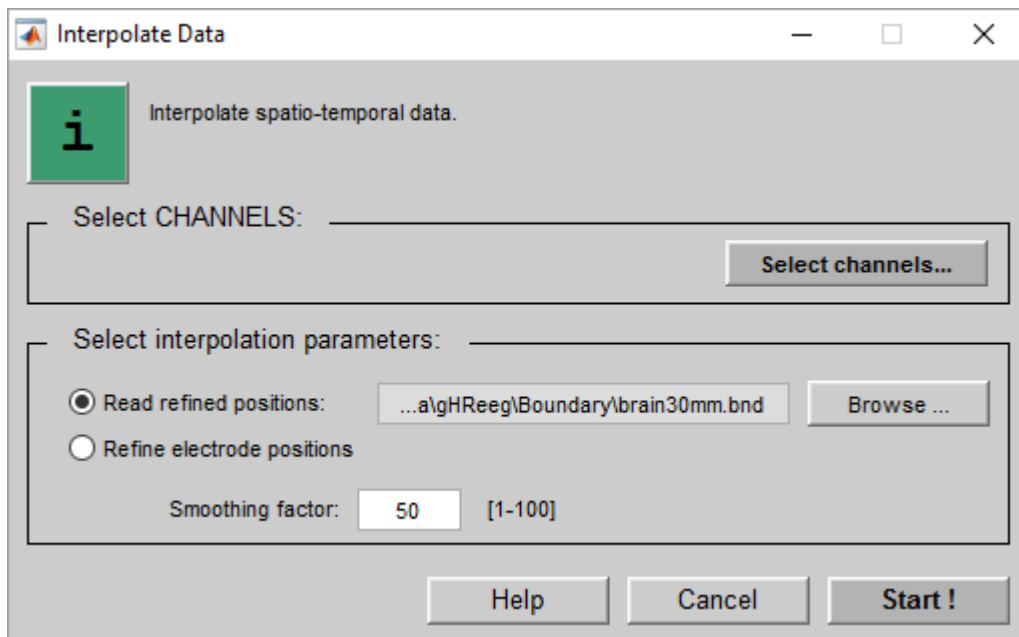 Interpolate Data
i
Interpolate spatio-temporal data.
Select CHANNELS:
Select channels...
Select interpolation parameters:
Read refined positions: ...a\gHReeg\Boundary\brain30mm.bnd Browse ...
Refine electrode positions
Smoothing factor: 50 [1-100]
Help Cancel Start !